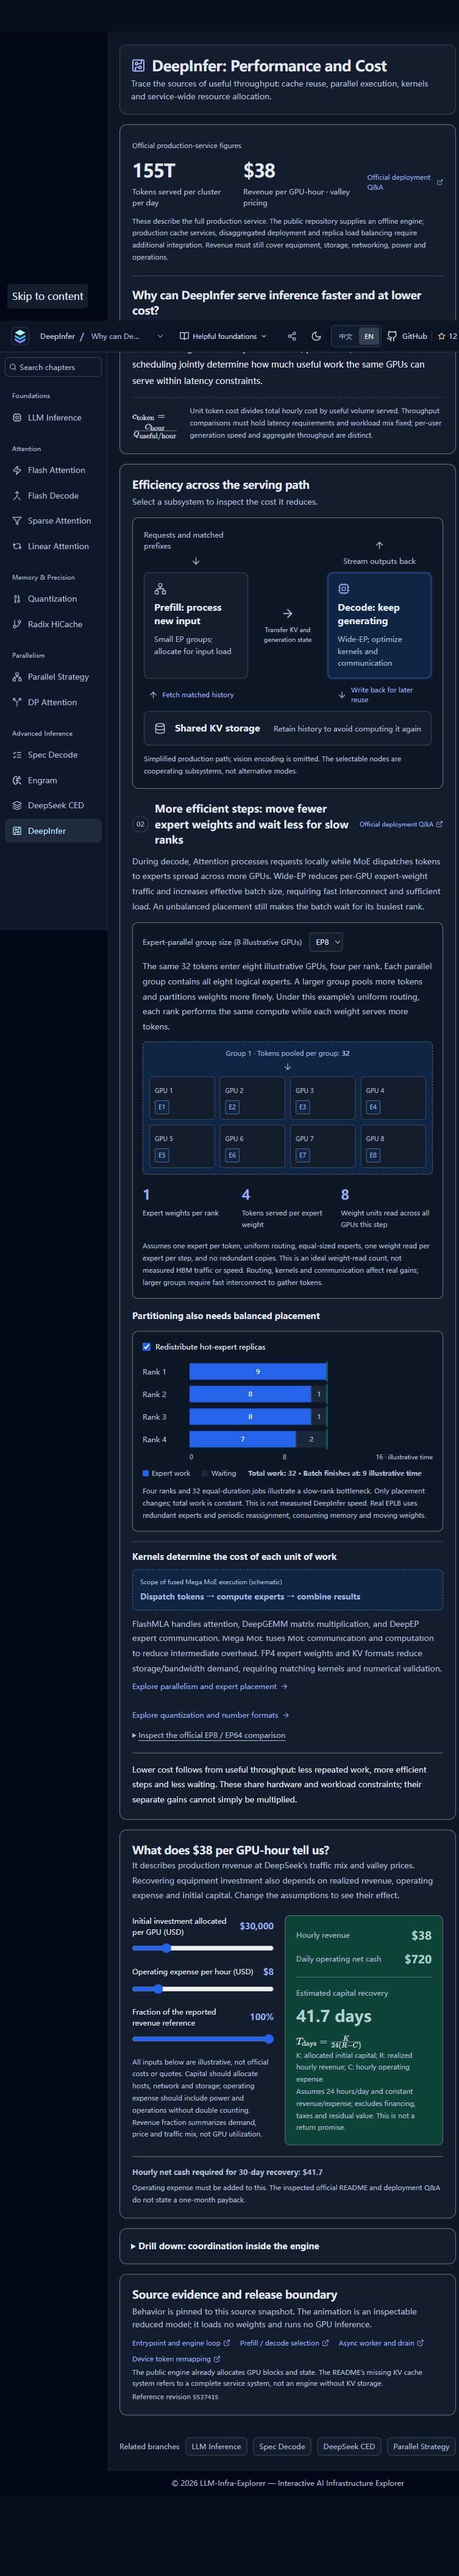 DeepInfer: Performance and Cost
Trace the sources of useful throughput: cache reuse, parallel execution, kernels
and service-wide resource allocation.
Official production-service figures
155T
Tokens served per cluster
per day
$38
Revenue per GPU-hour · valley
pricing
Official deployment
Q&A
These describe the full production service. The public repository supplies an offline engine;
production cache services, disaggregated deployment and replica load balancing require
additional integration. Revenue must still cover equipment, storage, networking, power and
operations.
Skip to content
Why can DeepInfer serve inference faster and at lower
cost?
DeepInfer / Why can De...
Helpful foundations
中文
EN
GitHub
12
scheduling jointly determine how much useful work the same GPUs can
serve within latency constraints.
c_token = C_hour / Q_useful/hour
Unit token cost divides total hourly cost by useful volume served. Throughput
comparisons must hold latency requirements and workload mix fixed; per-user
generation speed and aggregate throughput are distinct.
Search chapters
Foundations
LLM Inference
Attention
Flash Attention
Flash Decode
Sparse Attention
Linear Attention
Memory & Precision
Quantization
Radix HiCache
Parallelism
Parallel Strategy
DP Attention
Advanced Inference
Spec Decode
Engram
DeepSeek CED
DeepInfer
Efficiency across the serving path
Select a subsystem to inspect the cost it reduces.
Requests and matched
prefixes
Stream outputs back
Prefill: process
new input
Small EP groups;
allocate for input load
Transfer KV and
generation state
Decode: keep
generating
Wide-EP; optimize
kernels and
communication
Fetch matched history
Write back for later
reuse
Shared KV storage
Retain history to avoid computing it again
Simplified production path; vision encoding is omitted. The selectable nodes are
cooperating subsystems, not alternative modes.
02
More efficient steps: move fewer
expert weights and wait less for slow
ranks
Official deployment Q&A
During decode, Attention processes requests locally while MoE dispatches tokens
to experts spread across more GPUs. Wide-EP reduces per-GPU expert-weight
traffic and increases effective batch size, requiring fast interconnect and sufficient
load. An unbalanced placement still makes the batch wait for its busiest rank.
Expert-parallel group size (8 illustrative GPUs)
EP8
The same 32 tokens enter eight illustrative GPUs, four per rank. Each parallel
group contains all eight logical experts. A larger group pools more tokens
and partitions weights more finely. Under this example's uniform routing,
each rank performs the same compute while each weight serves more
tokens.
Group 1 · Tokens pooled per group: 32
GPU 1
E1
GPU 2
E2
GPU 3
E3
GPU 4
E4
GPU 5
E5
GPU 6
E6
GPU 7
E7
GPU 8
E8
1
Expert weights per rank
4
Tokens served per expert
weight
8
Weight units read across all
GPUs this step
Assumes one expert per token, uniform routing, equal-sized experts, one weight read per
expert per step, and no redundant copies. This is an ideal weight-read count, not
measured HBM traffic or speed. Routing, kernels and communication affect real gains;
larger groups require fast interconnect to gather tokens.
Partitioning also needs balanced placement
Redistribute hot-expert replicas
Rank 1
9
Rank 2
8
1
Rank 3
8
1
Rank 4
7
2
0
8
16 · illustrative time
Expert work
Waiting
Total work: 32 • Batch finishes at: 9 illustrative time
Four ranks and 32 equal-duration jobs illustrate a slow-rank bottleneck. Only placement
changes; total work is constant. This is not measured DeepInfer speed. Real EPLB uses
redundant experts and periodic reassignment, consuming memory and moving weights.
Kernels determine the cost of each unit of work
Scope of fused Mega MoE execution (schematic)
Dispatch tokens → compute experts → combine results
FlashMLA handles attention, DeepGEMM matrix multiplication, and DeepEP
expert communication. Mega MoE fuses MoE communication and computation
to reduce intermediate overhead. FP4 expert weights and KV formats reduce
storage/bandwidth demand, requiring matching kernels and numerical validation.
Explore parallelism and expert placement →
Explore quantization and number formats →
▸ Inspect the official EP8 / EP64 comparison
Lower cost follows from useful throughput: less repeated work, more efficient
steps and less waiting. These share hardware and workload constraints; their
separate gains cannot simply be multiplied.
What does $38 per GPU-hour tell us?
It describes production revenue at DeepSeek's traffic mix and valley prices.
Recovering equipment investment also depends on realized revenue, operating
expense and initial capital. Change the assumptions to see their effect.
Initial investment allocated
per GPU (USD)
$30,000
Operating expense per hour (USD)
$8
Fraction of the reported
revenue reference
100%
All inputs below are illustrative, not official
costs or quotes. Capital should allocate
hosts, network and storage; operating
expense should include power and
operations without double counting.
Revenue fraction summarizes demand,
price and traffic mix, not GPU utilization.
Hourly revenue
$38
Daily operating net cash
$720
Estimated capital recovery
41.7 days
T_days = K / 24(R−C)
K: allocated initial capital; R: realized
hourly revenue; C: hourly operating
expense.
Assumes 24 hours/day and constant
revenue/expense; excludes financing,
taxes and residual value. This is not a
return promise.
Hourly net cash required for 30-day recovery: $41.7
Operating expense must be added to this. The inspected official README and deployment Q&A
do not state a one-month payback.
▸ Drill down: coordination inside the engine
Source evidence and release boundary
Behavior is pinned to this source snapshot. The animation is an inspectable
reduced model; it loads no weights and runs no GPU inference.
Entrypoint and engine loop
Prefill / decode selection
Async worker and drain
Device token remapping
The public engine already allocates GPU blocks and state. The README's missing KV cache
system refers to a complete service system, not an engine without KV storage.
Reference revision 5537415
Related branches
LLM Inference
Spec Decode
DeepSeek CED
Parallel Strategy
© 2026 LLM-Infra-Explorer — Interactive AI Infrastructure Explorer